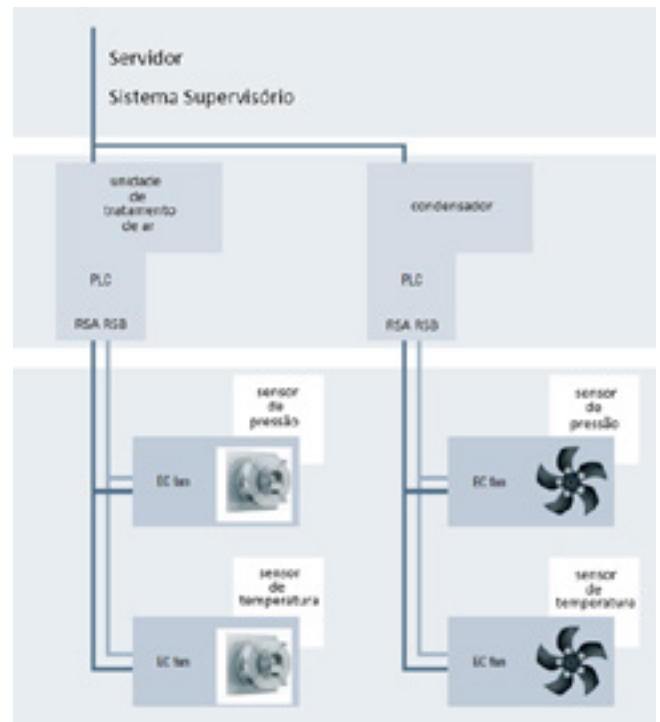 Servidor
Sistema Supervisório
unidade
de
tratamento
de ar
condensador
PLC
PLC
RSA RSB
RSA RSB
sensor
de
pressão
sensor
de
pressão
EC fan
EC fan
sensor
de
temperatura
sensor
de
temperatura
EC fan
EC fan